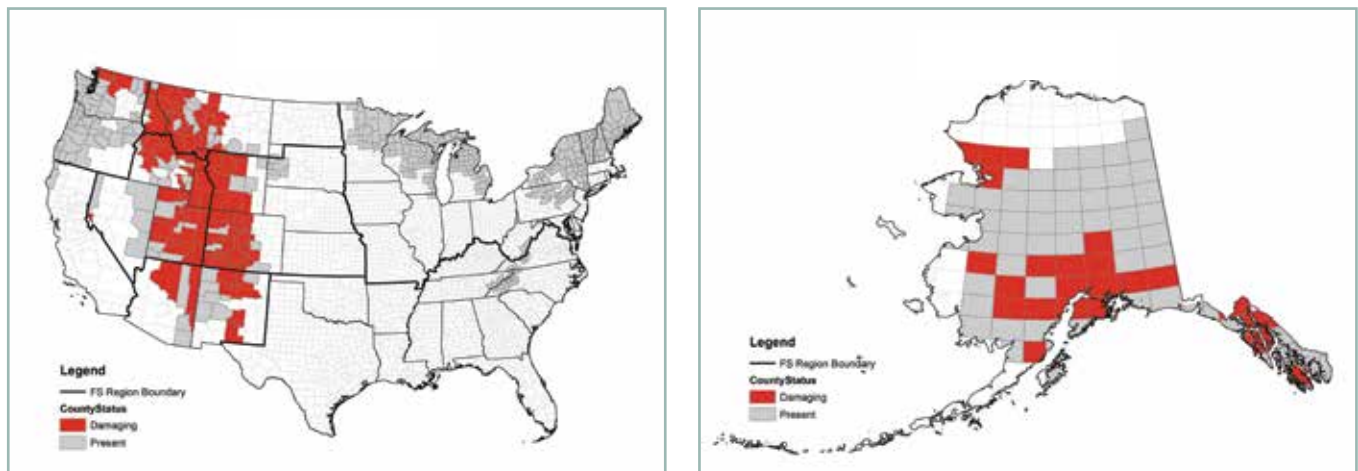 Legend
FS Region Boundary
CountyStatus
Damaging
Present
Legend
FS Region Boundary
CountyStatus
Damaging
Present